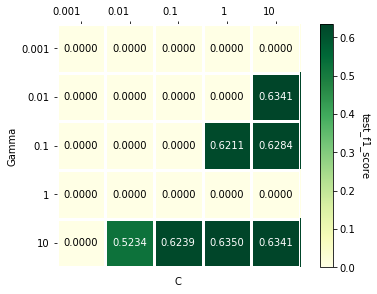 0.001 0.01 0.1 1 10
0.001 0.0000 0.0000 0.0000 0.0000 0.0000
0.01 0.0000 0.0000 0.0000 0.0000 0.6341
0.1 0.0000 0.0000 0.0000 0.6211 0.6284
1 0.0000 0.0000 0.0000 0.0000 0.0000
10 0.0000 0.5234 0.6239 0.6350 0.6341
Gamma
C
0.6
0.5
0.4
0.3
0.2
0.1
0.0
test_f1_score